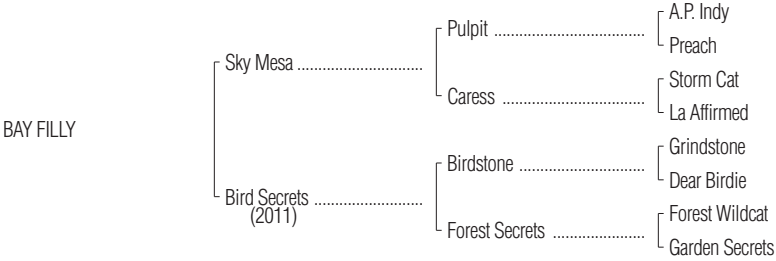 A.P. Indy
Pulpit ....................................
Preach
Sky Mesa ..............................
Storm Cat
Caress ..................................
La Affirmed
BAY FILLY
Grindstone
Birdstone ..............................
Dear Birdie
Bird Secrets ..........................
(2011)
Forest Wildcat
Forest Secrets ......................
Garden Secrets